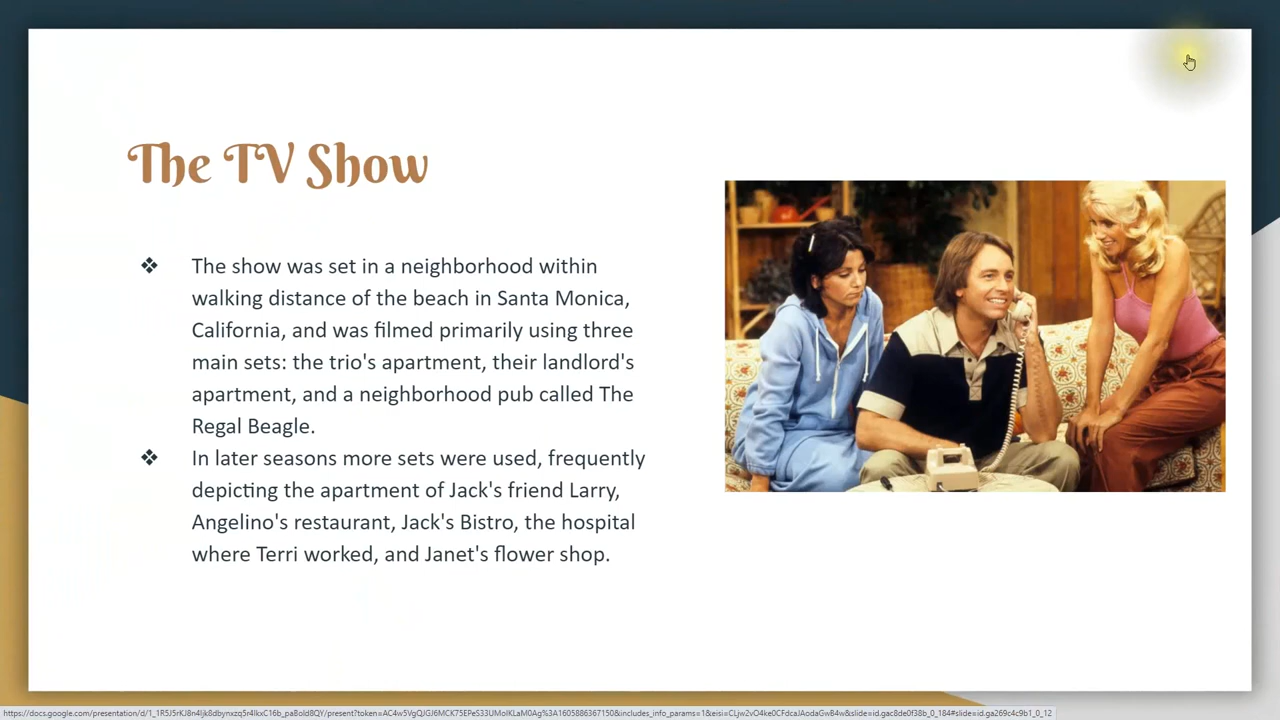 The TV Show
❖ The show was set in a neighborhood within
walking distance of the beach in Santa Monica,
California, and was filmed primarily using three
main sets: the trio's apartment, their landlord's
apartment, and a neighborhood pub called The
Regal Beagle.
❖ In later seasons more sets were used, frequently
depicting the apartment of Jack's friend Larry,
Angelino's restaurant, Jack's Bistro, the hospital
where Terri worked, and Janet's flower shop.